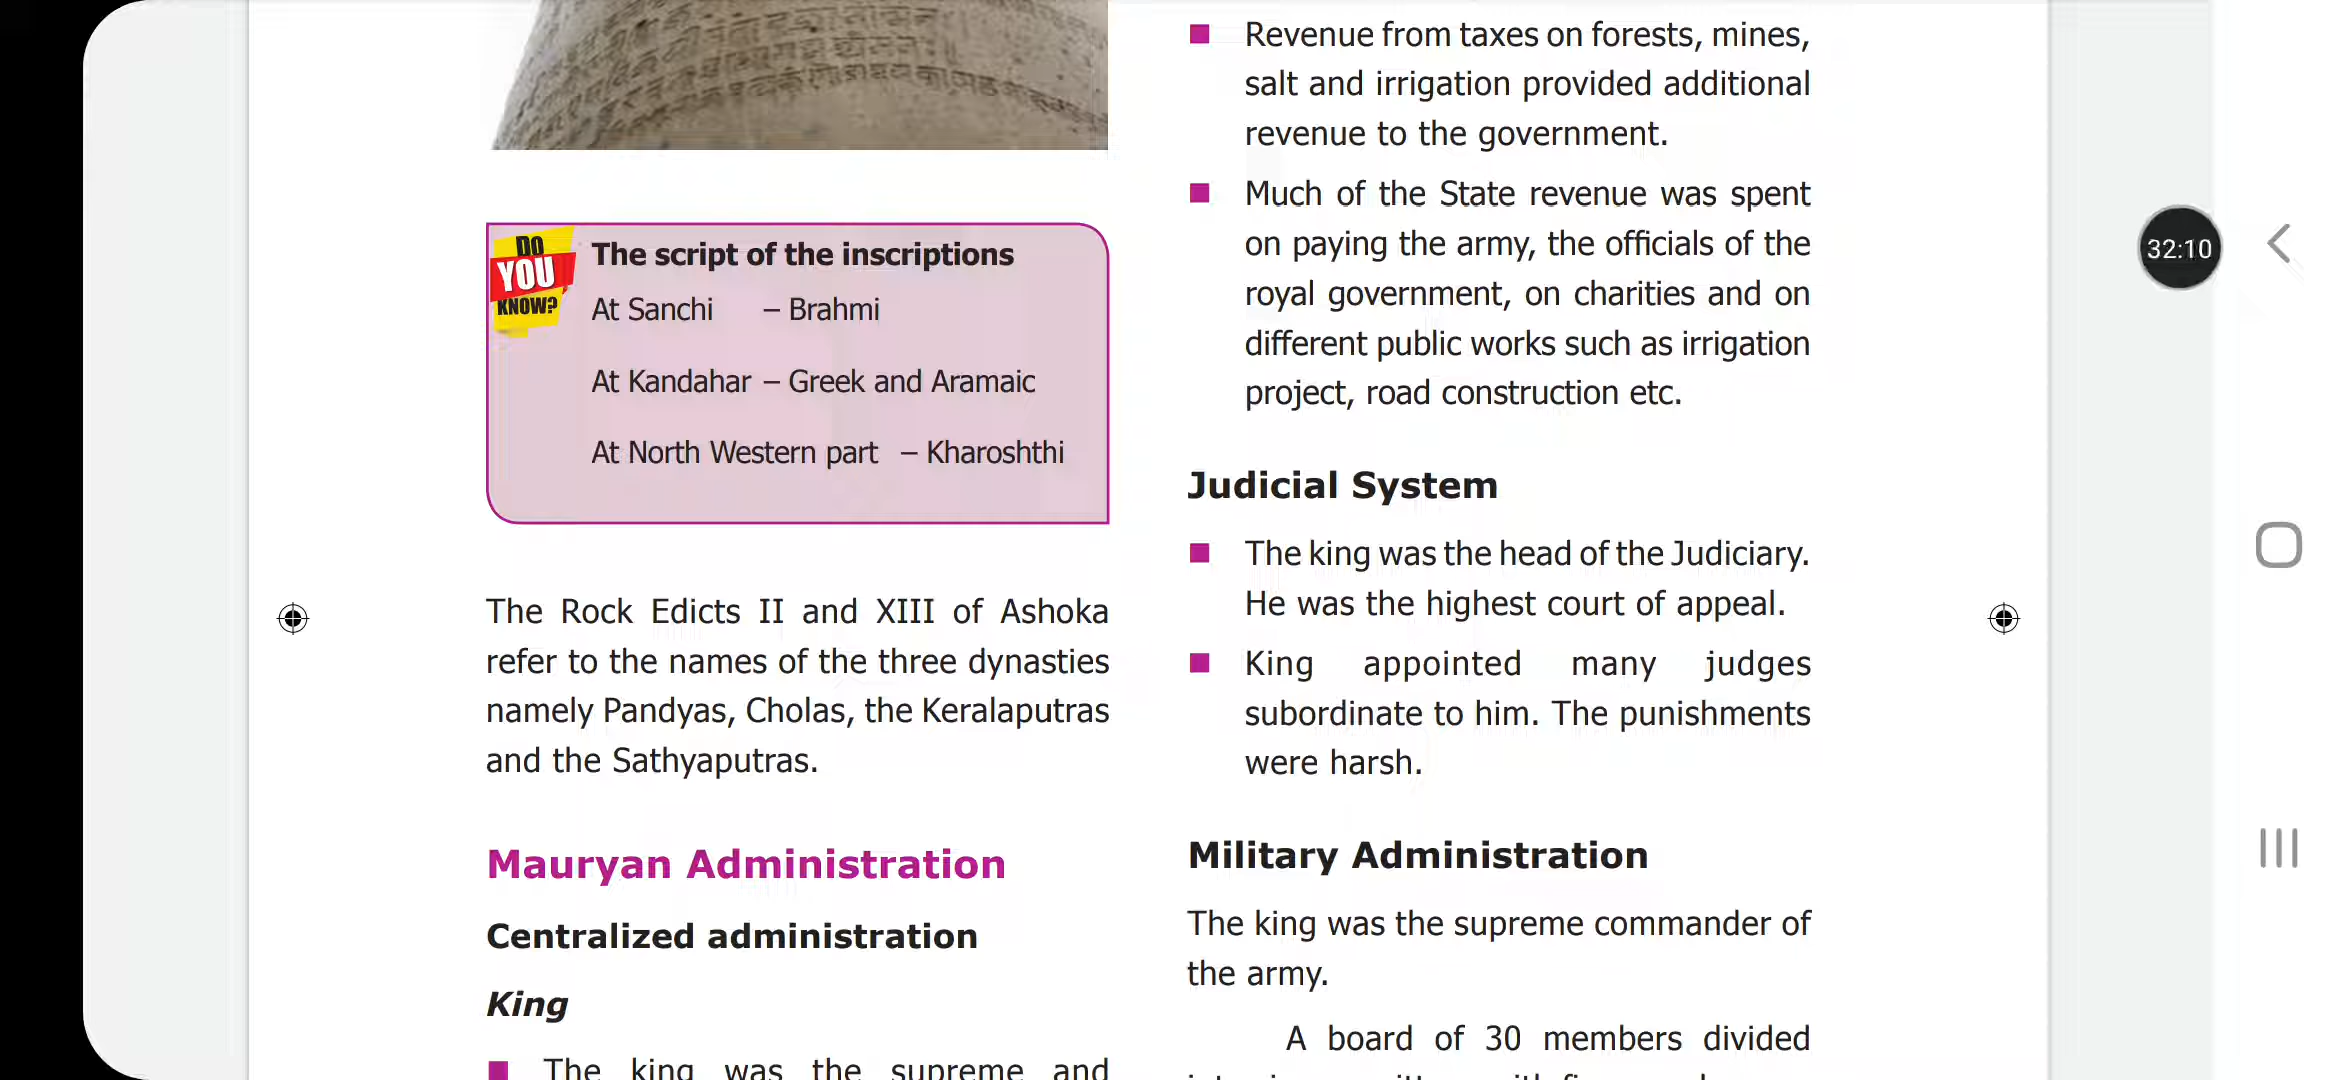 DO
YOU
KNOW?
The script of the inscriptions
At Sanchi – Brahmi
At Kandahar – Greek and Aramaic
At North Western part – Kharoshthi
The Rock Edicts II and XIII of Ashoka
refer to the names of the three dynasties
namely Pandyas, Cholas, the Keralaputras
and the Sathyaputras.
Mauryan Administration
Centralized administration
King
■ The king was the supreme and
■ Revenue from taxes on forests, mines,
salt and irrigation provided additional
revenue to the government.
■ Much of the State revenue was spent
on paying the army, the officials of the
royal government, on charities and on
different public works such as irrigation
project, road construction etc.
Judicial System
■ The king was the head of the Judiciary.
He was the highest court of appeal.
■ King appointed many judges
subordinate to him. The punishments
were harsh.
Military Administration
The king was the supreme commander of
the army.
A board of 30 members divided
32:10